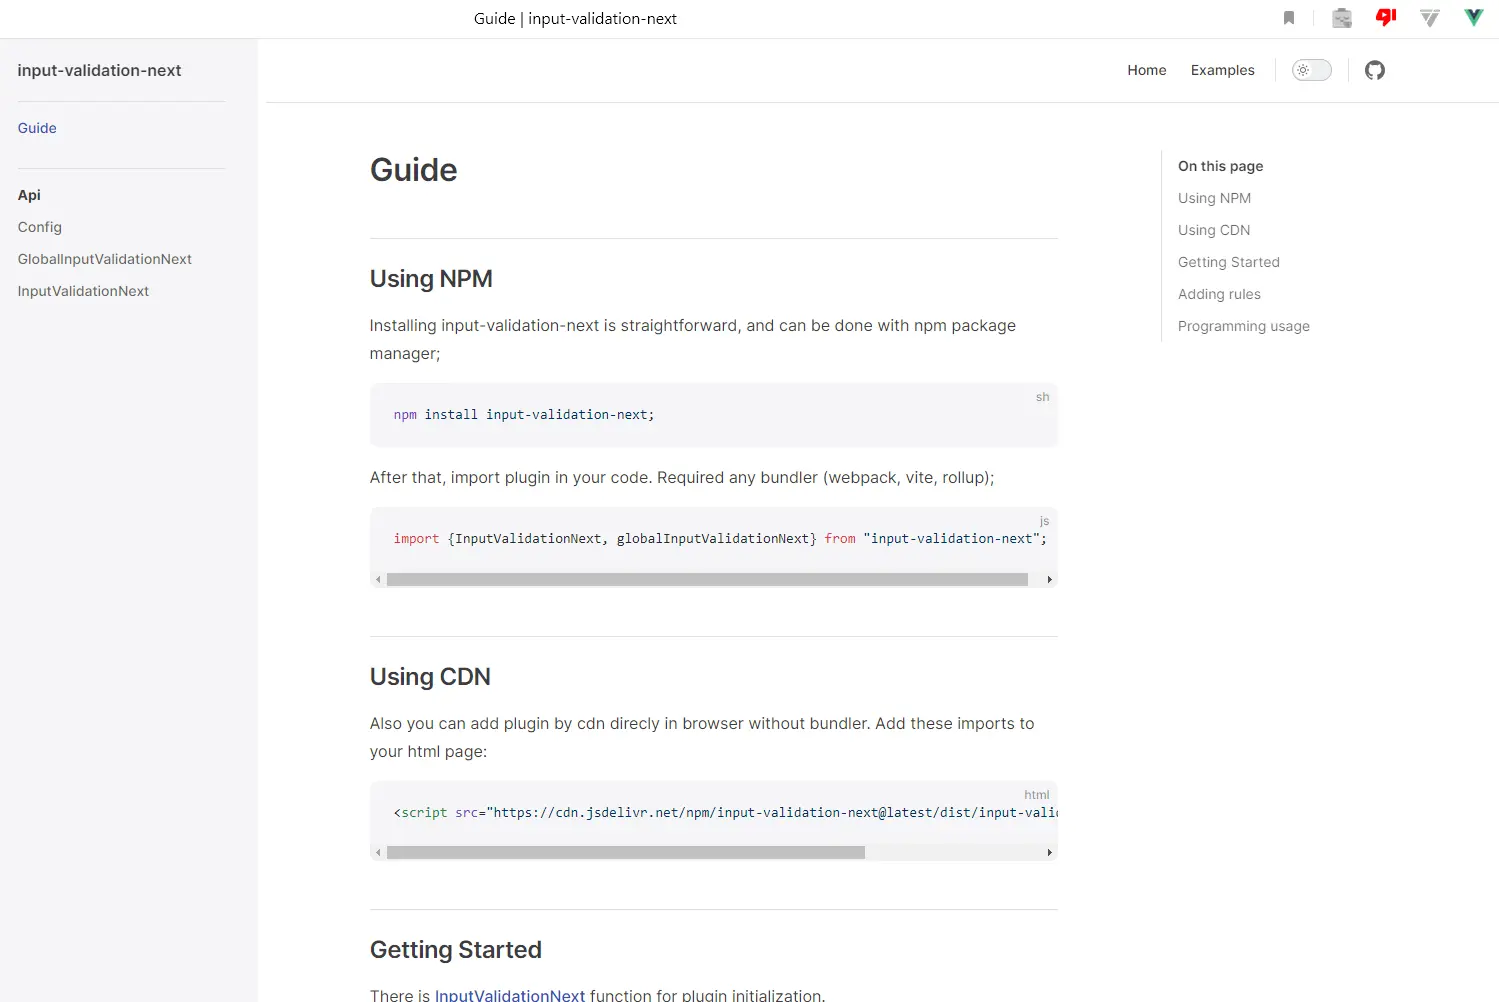 Guide | input-validation-next
input-validation-next
Home
Examples
Guide
Api
Config
GlobalInputValidationNext
InputValidationNext
Guide
Using NPM
Installing input-validation-next is straightforward, and can be done with npm package
manager;
sh
npm install input-validation-next;
After that, import plugin in your code. Required any bundler (webpack, vite, rollup);
js
import {InputValidationNext, globalInputValidationNext} from "input-validation-next";
Using CDN
Also you can add plugin by cdn direcly in browser without bundler. Add these imports to
your html page:
html
<script src="https://cdn.jsdelivr.net/npm/input-validation-next@latest/dist/input-valid
Getting Started
There is InputValidationNext function for plugin initialization.
On this page
Using NPM
Using CDN
Getting Started
Adding rules
Programming usage